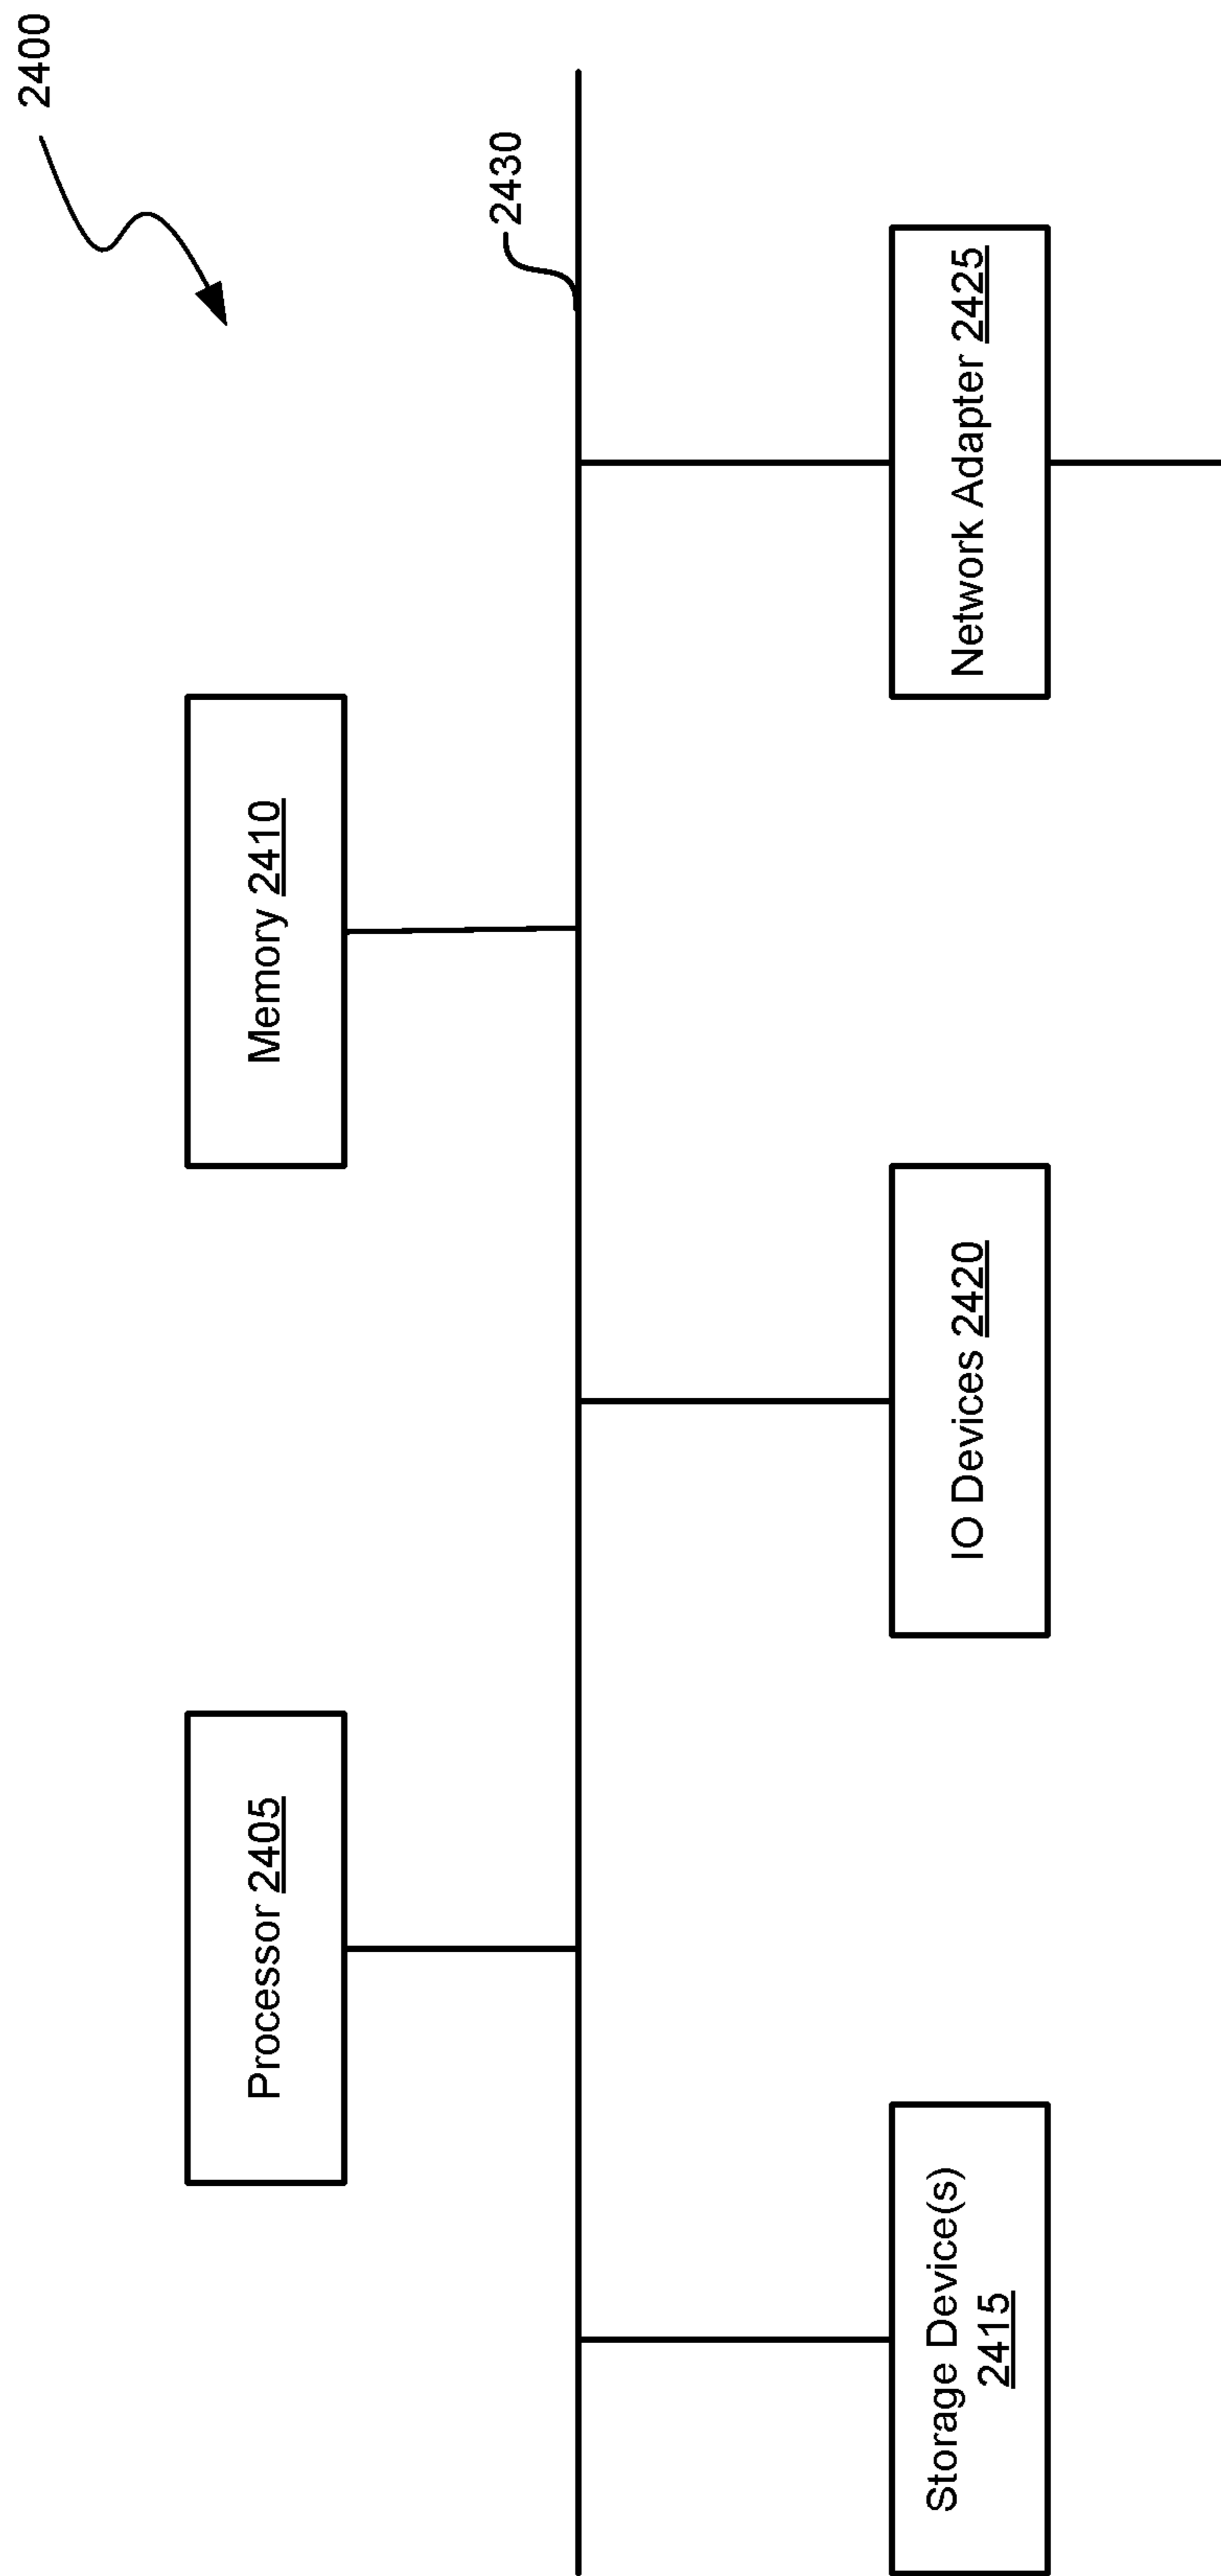 2400
Processor 2405
Memory 2410
2430
Storage Device(s)
2415
IO Devices 2420
Network Adapter 2425